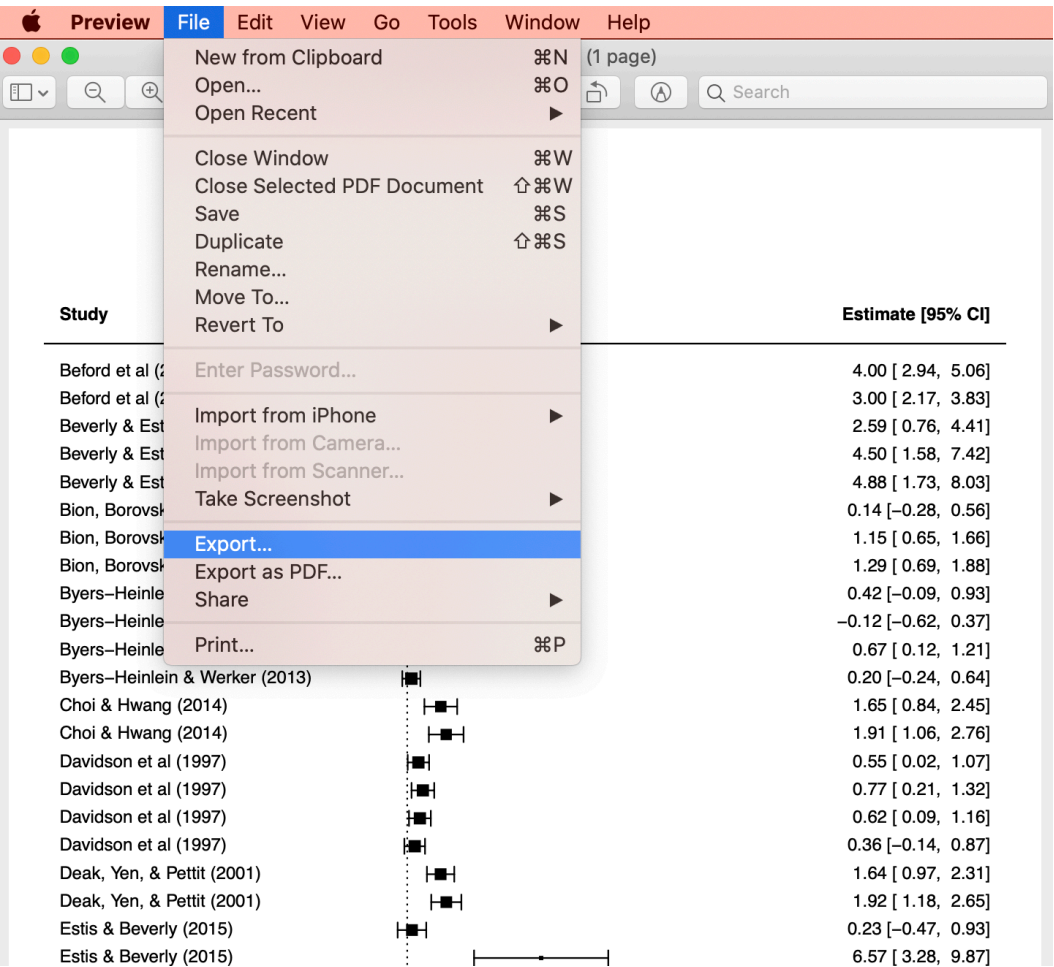 Preview File Edit View Go Tools Window Help
New from Clipboard ⌘N (1 page)
Open... ⌘O
Search
Open Recent ▶
Close Window ⌘W
Close Selected PDF Document ⇧⌘W
Save ⌘S
Duplicate ⇧⌘S
Rename...
Move To...
Revert To ▶
Enter Password...
Import from iPhone ▶
Import from Camera...
Import from Scanner...
Take Screenshot ▶
Export...
Export as PDF...
Share ▶
Print... ⌘P
Study Estimate [95% CI]
Beford et al 4.00 [ 2.94, 5.06]
Beford et al 3.00 [ 2.17, 3.83]
Beverly & Est 2.59 [ 0.76, 4.41]
Beverly & Est 4.50 [ 1.58, 7.42]
Beverly & Est 4.88 [ 1.73, 8.03]
Bion, Borovsk 0.14 [−0.28, 0.56]
Bion, Borovsk 1.15 [ 0.65, 1.66]
Bion, Borovsk 1.29 [ 0.69, 1.88]
Byers−Heinle 0.42 [−0.09, 0.93]
Byers−Heinle −0.12 [−0.62, 0.37]
Byers−Heinle 0.67 [ 0.12, 1.21]
Byers−Heinlein & Werker (2013) 0.20 [−0.24, 0.64]
Choi & Hwang (2014) 1.65 [ 0.84, 2.45]
Choi & Hwang (2014) 1.91 [ 1.06, 2.76]
Davidson et al (1997) 0.55 [ 0.02, 1.07]
Davidson et al (1997) 0.77 [ 0.21, 1.32]
Davidson et al (1997) 0.62 [ 0.09, 1.16]
Davidson et al (1997) 0.36 [−0.14, 0.87]
Deak, Yen, & Pettit (2001) 1.64 [ 0.97, 2.31]
Deak, Yen, & Pettit (2001) 1.92 [ 1.18, 2.65]
Estis & Beverly (2015) 0.23 [−0.47, 0.93]
Estis & Beverly (2015) 6.57 [ 3.28, 9.87]